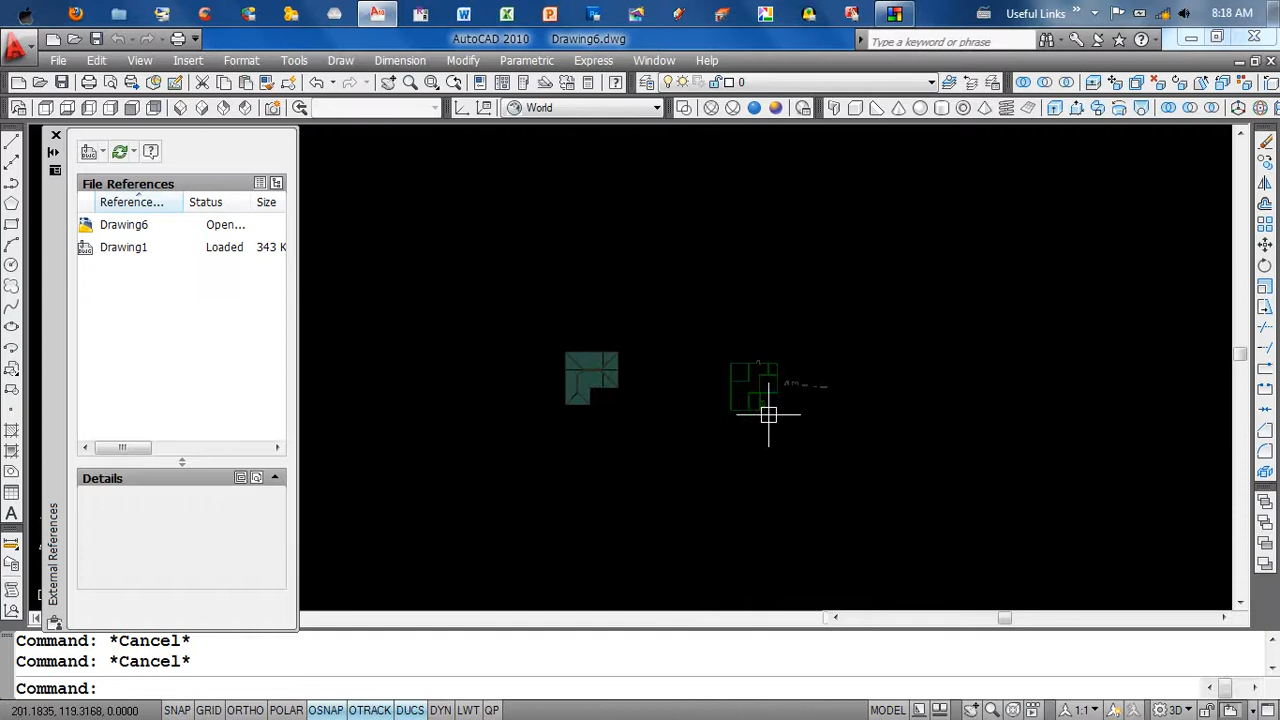 Useful Links
8:18 AM
AutoCAD 2010 Drawing6.dwg
Type a keyword or phrase
File Edit View Insert Format Tools Draw Dimension Modify Parametric Express Window Help
0
World
File References
Reference... Status Size
Drawing6 Open...
Drawing1 Loaded 343 K
Details
External References
Command: *Cancel*
Command: *Cancel*
Command:
201.1835, 119.3168, 0.0000 SNAP GRID ORTHO POLAR OSNAP OTRACK DUCS DYN LWT QP MODEL 1:1 3D